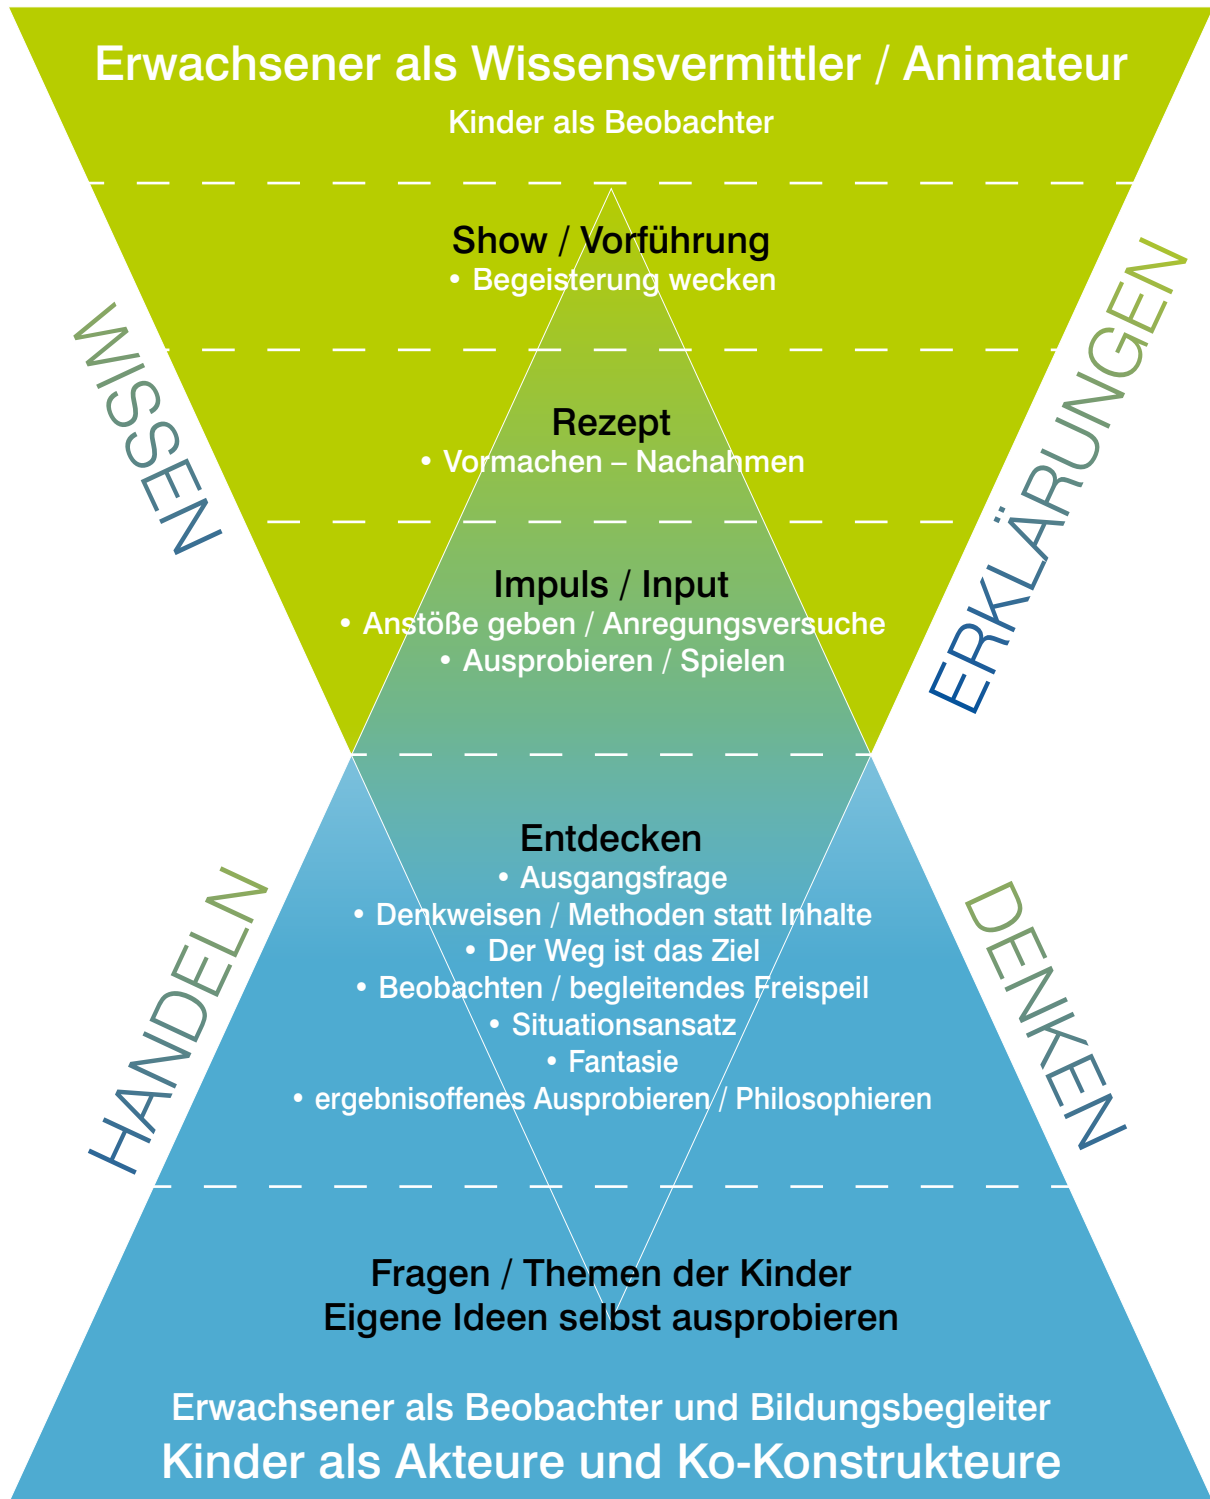 Erwachsener als Wissensvermittler / Animateur
Kinder als Beobachter
Show / Vorführung
• Begeisterung wecken
WISSEN
ERKLÄRUNGEN
Rezept
• Vormachen – Nachahmen
Impuls / Input
• Anstöße geben / Anregungsversuche
• Ausprobieren / Spielen
HANDELN
DENKEN
Entdecken
• Ausgangsfrage
• Denkweisen / Methoden statt Inhalte
• Der Weg ist das Ziel
• Beobachten / begleitendes Freispeil
• Situationsansatz
• Fantasie
• ergebnisoffenes Ausprobieren / Philosophieren
Fragen / Themen der Kinder
Eigene Ideen selbst ausprobieren
Erwachsener als Beobachter und Bildungsbegleiter
Kinder als Akteure und Ko-Konstrukteure